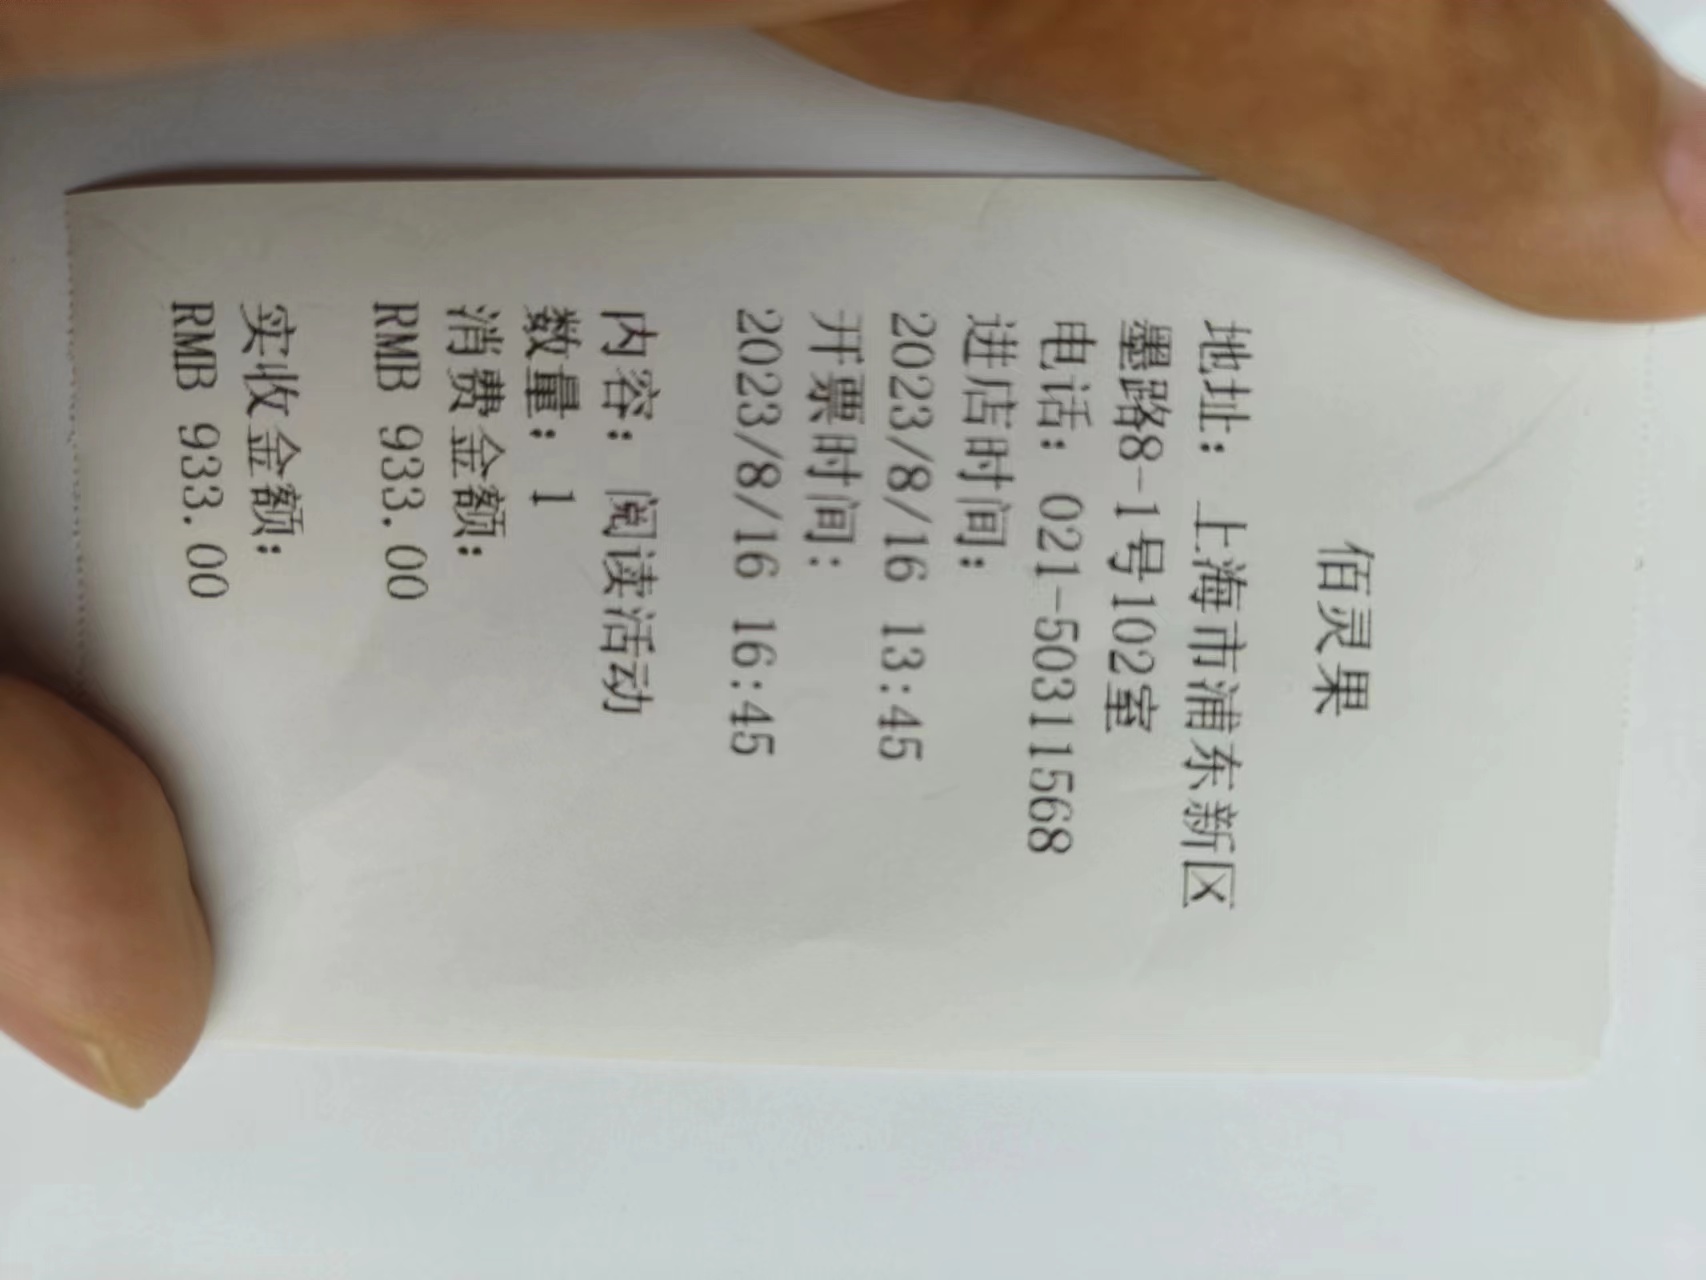 佰灵果
地址：上海市浦东新区
墨路8-1号102室
电话：021-50311568
进店时间：
2023/8/16 13:45
开票时间：
2023/8/16 16:45
内容：阅读活动
数量：1
消费金额：
RMB 933.00
实收金额：
RMB 933.00